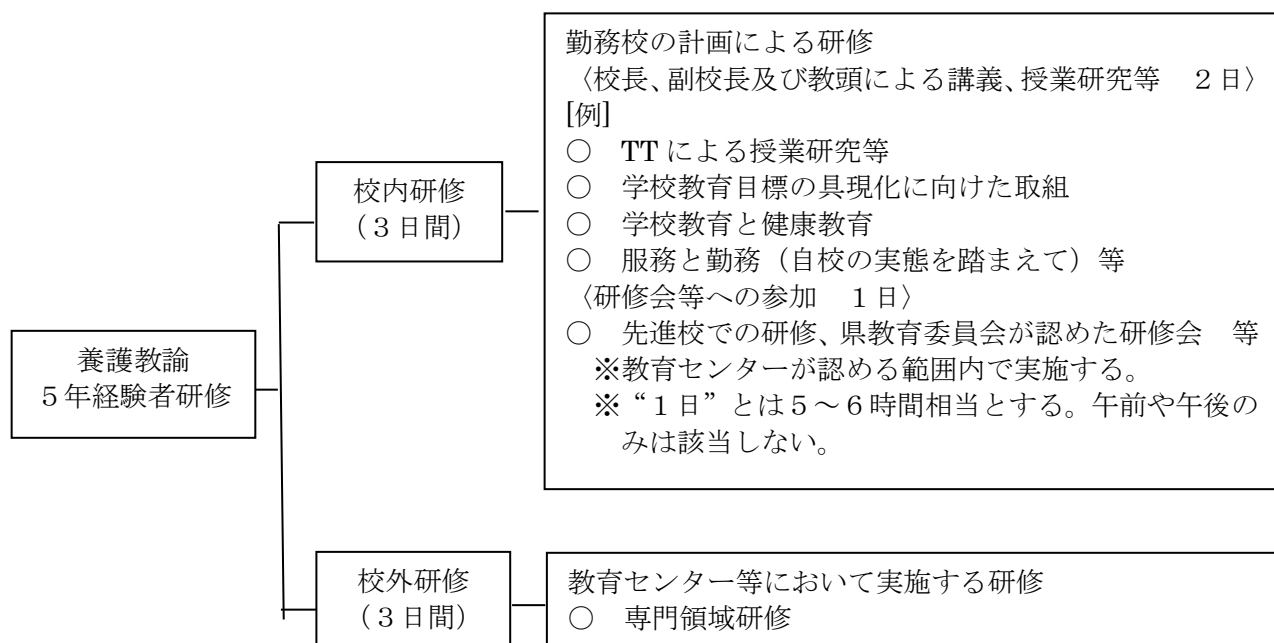 養護教諭
５年経験者研修
校内研修
（３日間）
勤務校の計画による研修
〈校長、副校長及び教頭による講義、授業研究等　２日〉
[例]
○　TTによる授業研究等
○　学校教育目標の具現化に向けた取組
○　学校教育と健康教育
○　服務と勤務（自校の実態を踏まえて）等
〈研修会等への参加　１日〉
○　先進校での研修、県教育委員会が認めた研修会　等
※教育センターが認める範囲内で実施する。
※“１日”とは５～６時間相当とする。午前や午後の
みは該当しない。
校外研修
（３日間）
教育センター等において実施する研修
○　専門領域研修